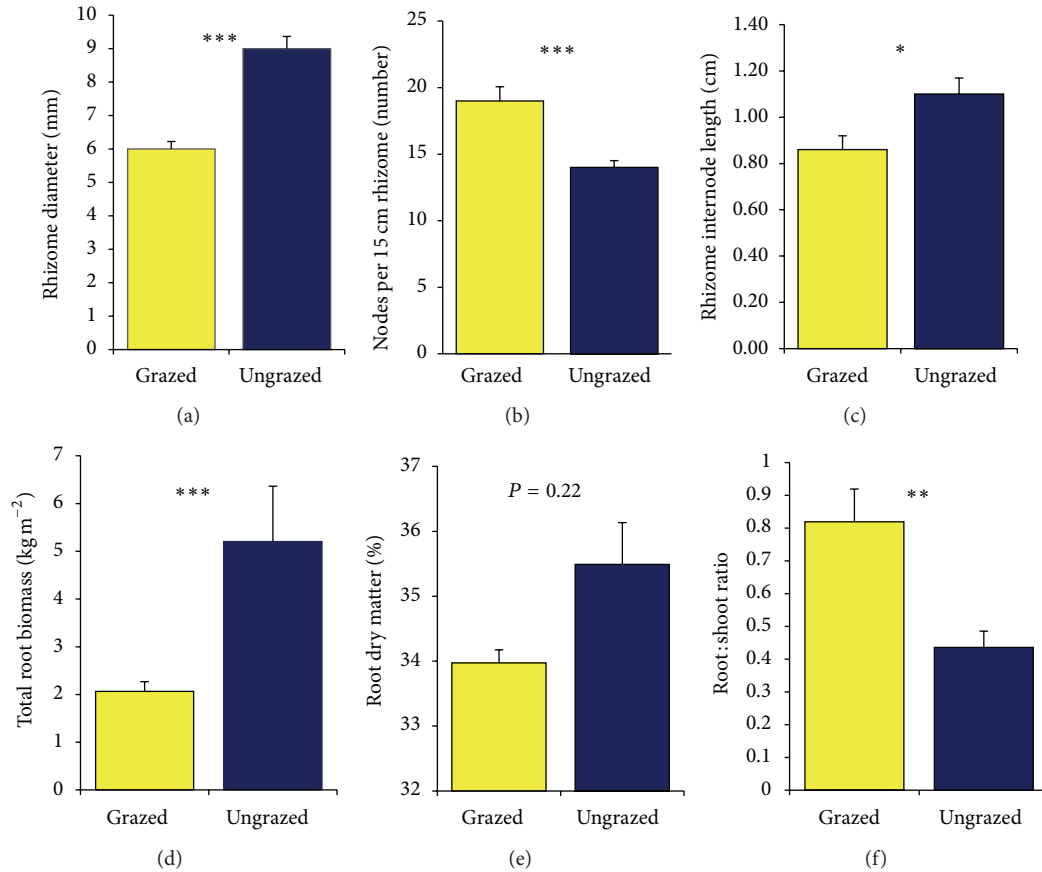 Rhizome diameter (mm)
10
9
8
7
6
5
4
3
2
1
0
***
Grazed
Ungrazed
(a)
Nodes per 15 cm rhizome (number)
25
20
15
10
5
0
***
Grazed
Ungrazed
(b)
Rhizome internode length (cm)
1.40
1.20
1.00
0.80
0.60
0.40
0.20
0.00
*
Grazed
Ungrazed
(c)
Total root biomass (kg m−2)
7
6
5
4
3
2
1
0
***
Grazed
Ungrazed
(d)
Root dry matter (%)
37
36
35
34
33
32
P = 0.22
Grazed
Ungrazed
(e)
Root:shoot ratio
1
0.9
0.8
0.7
0.6
0.5
0.4
0.3
0.2
0.1
0
**
Grazed
Ungrazed
(f)